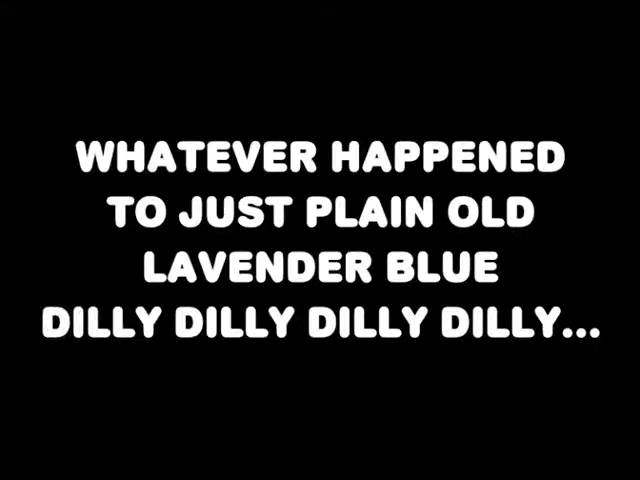 WHATEVER HAPPENED
TO JUST PLAIN OLD
LAVENDER BLUE
DILLY DILLY DILLY DILLY...